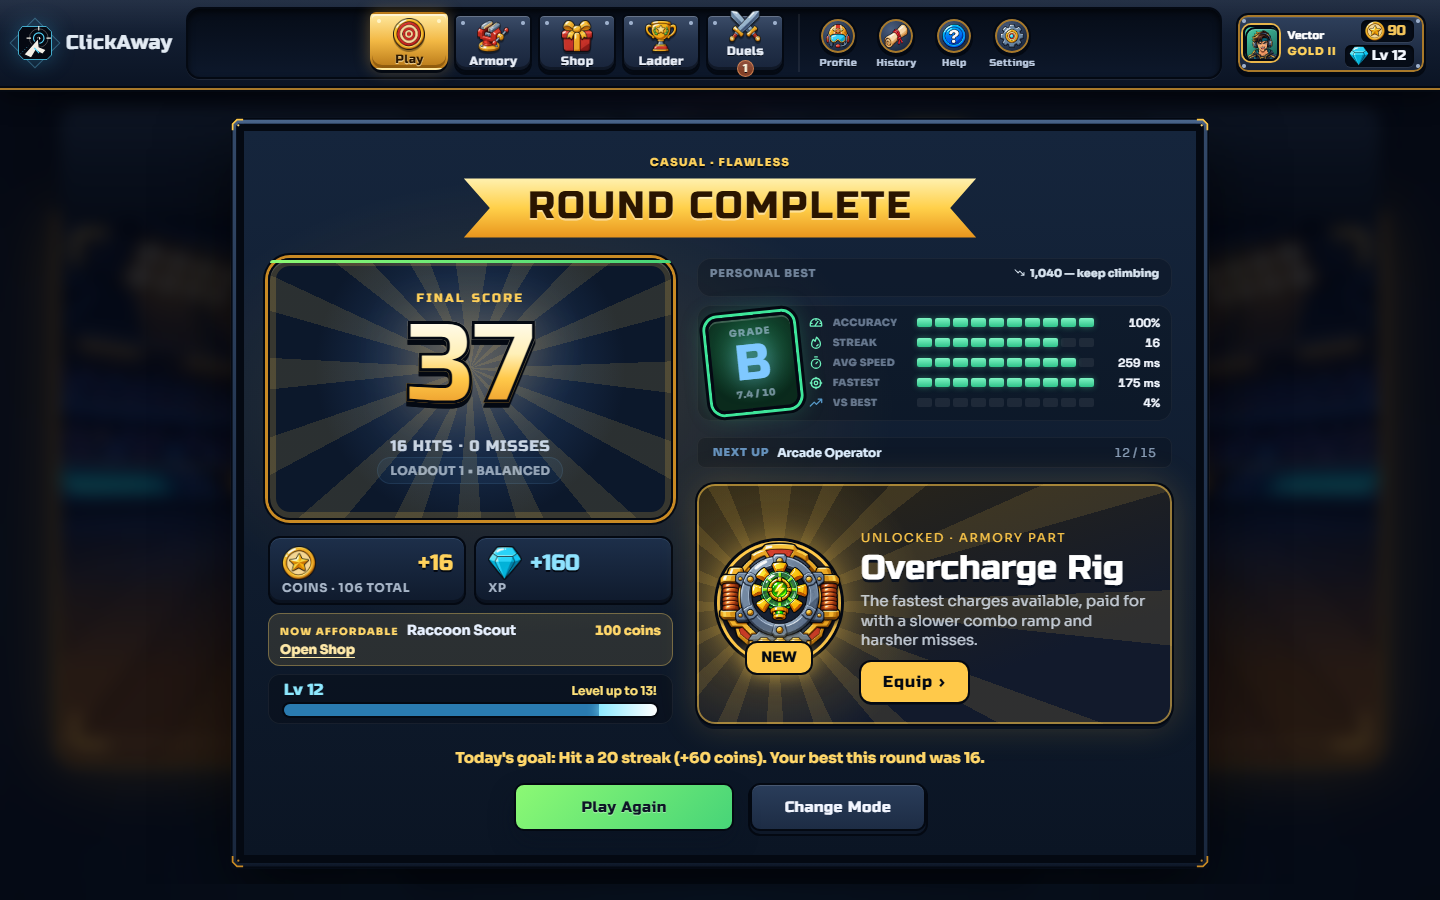 ClickAway
Play
Armory
Shop
Ladder
Duels
1
Profile
History
Help
Settings
Vector
GOLD II
90
Lv 12
CASUAL · FLAWLESS
ROUND COMPLETE
FINAL SCORE
37
16 HITS · 0 MISSES
LOADOUT 1 • BALANCED
+16
COINS · 106 TOTAL
+160
XP
NOW AFFORDABLE Raccoon Scout 100 coins
Open Shop
Lv 12 Level up to 13!
PERSONAL BEST 1,040 — keep climbing
GRADE
B
7.4 / 10
ACCURACY 100%
STREAK 16
AVG SPEED 259 ms
FASTEST 175 ms
VS BEST 4%
NEXT UP Arcade Operator 12 / 15
UNLOCKED · ARMORY PART
Overcharge Rig
The fastest charges available, paid for
with a slower combo ramp and
harsher misses.
NEW
Equip ›
Today's goal: Hit a 20 streak (+60 coins). Your best this round was 16.
Play Again
Change Mode